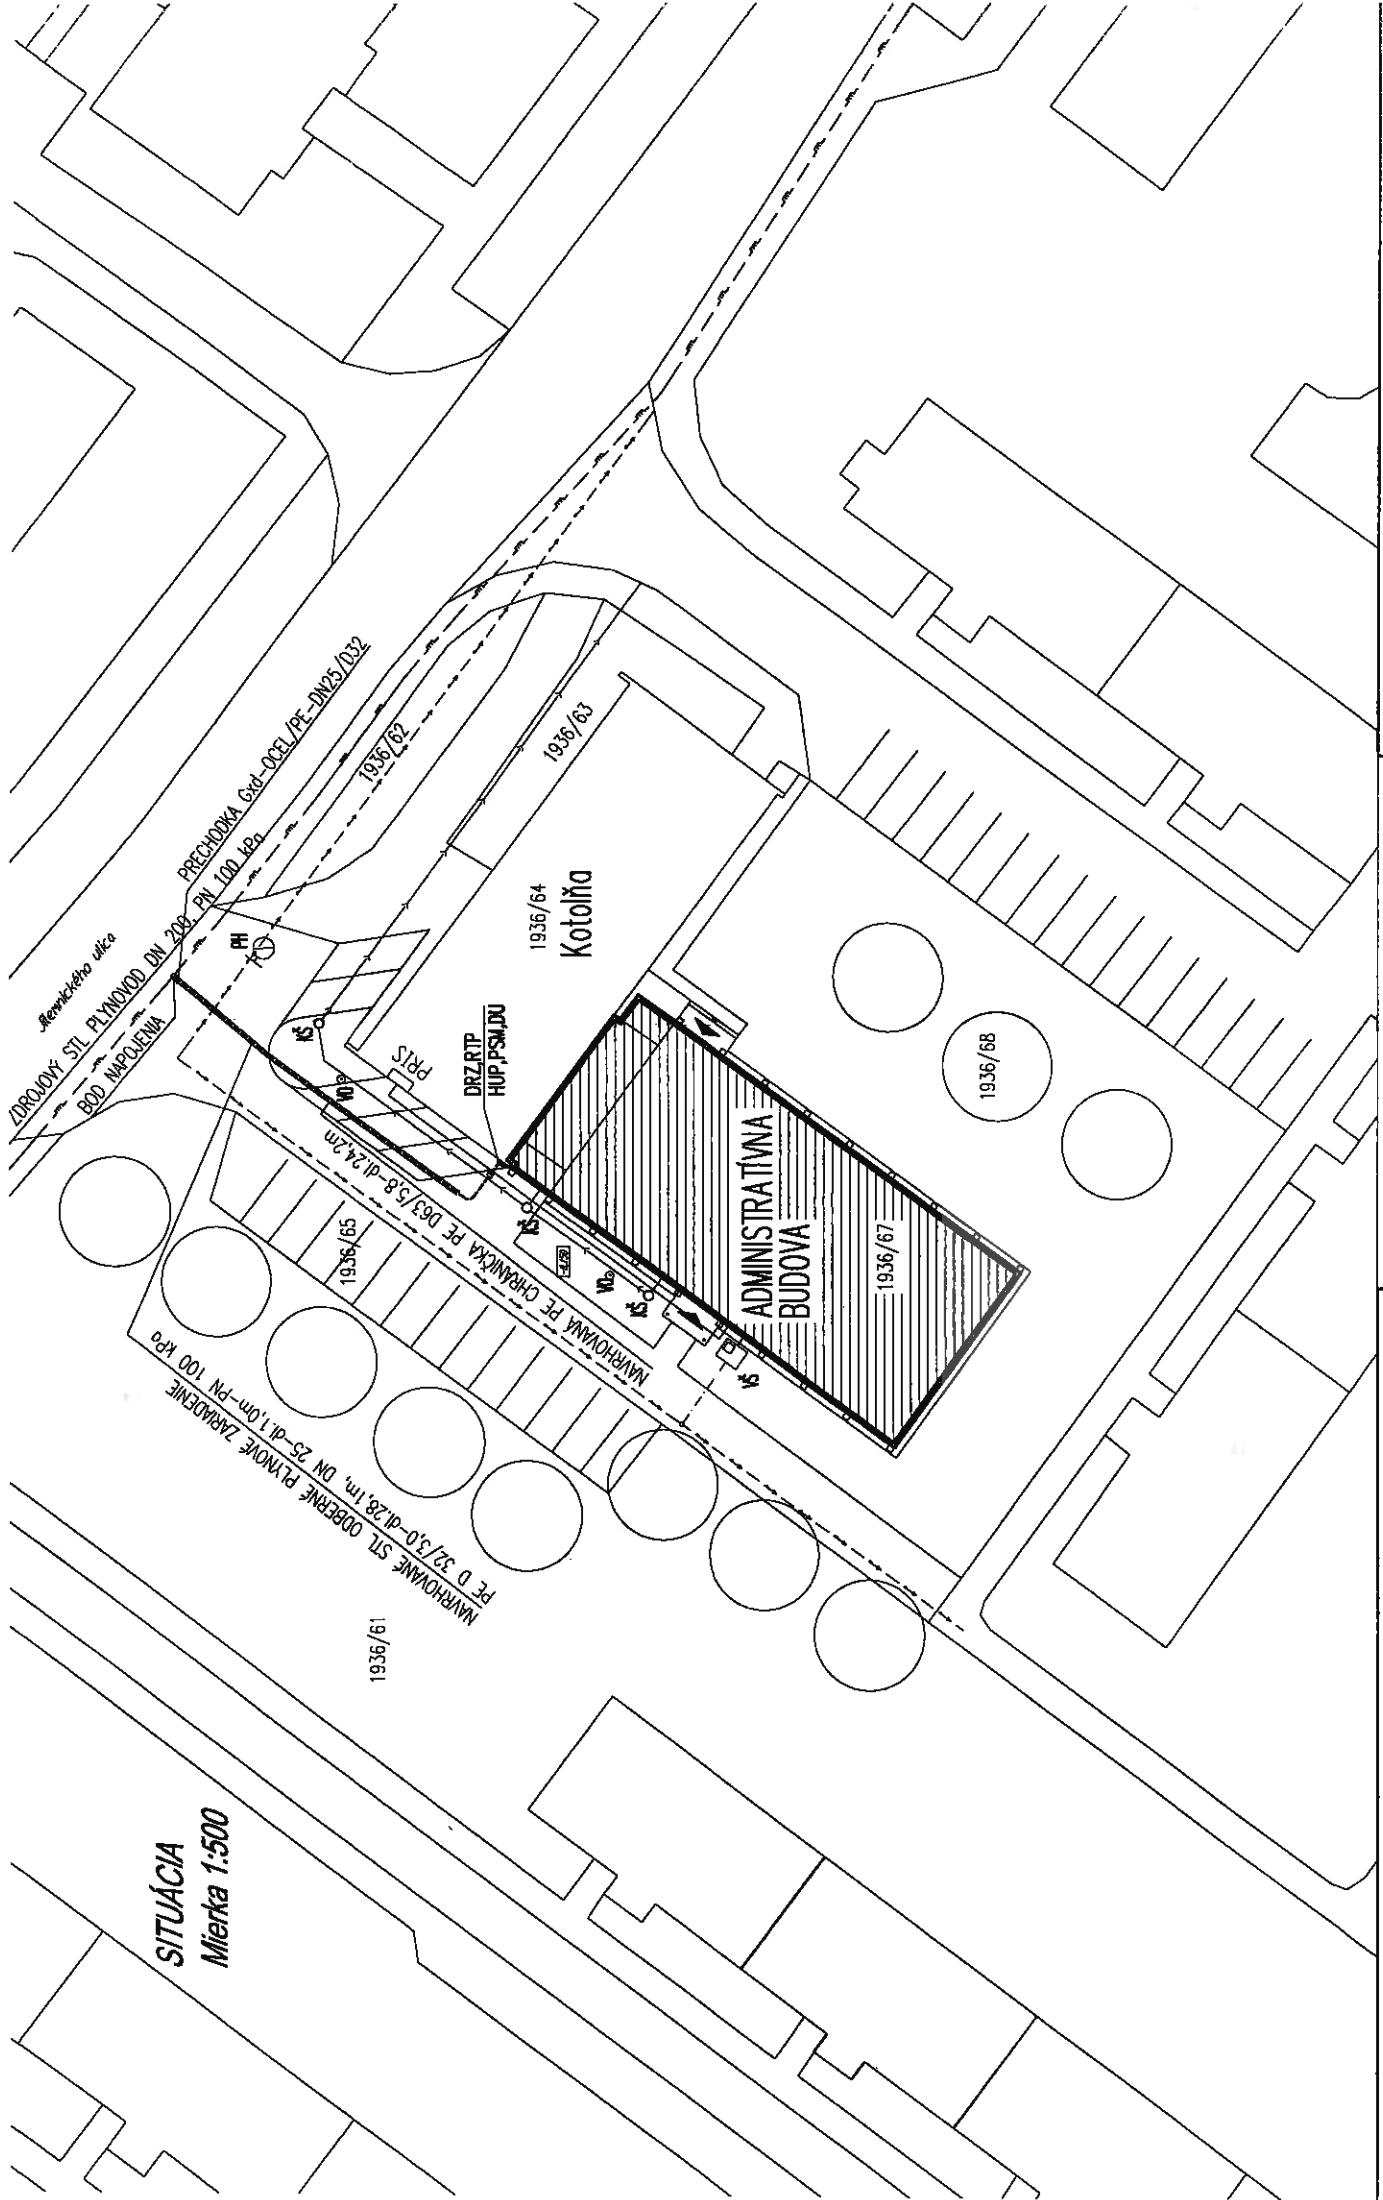 SITUÁCIA
Mierka 1:500
ZDROJOVÝ STL PLYNOVOD DN 200, PN 100 kPa
BOD NAPOJENIA
PRECHODKA Gxd-OCEL/PE-DN25/D32
PH
1936/62
1936/63
1936/64
Kotolňa
KŠ
VO
PRIS
DRZ,RTP
HUP,PSM,DU
NAVRHOVANÁ PE CHRÁNIČKA PE D63/5,8-dl.24,2m
1936/65
KŠ
VO
KŠ
VŠ
ADMINISTRATÍVNA
BUDOVA
1936/67
1936/68
NAVRHOVANÉ STL ODBERNÉ PLYNOVÉ ZARIADENIE
PE D 32/3,0-dl.28,1m, DN 25-dl.1,0m-PN 100 kPa
1936/61